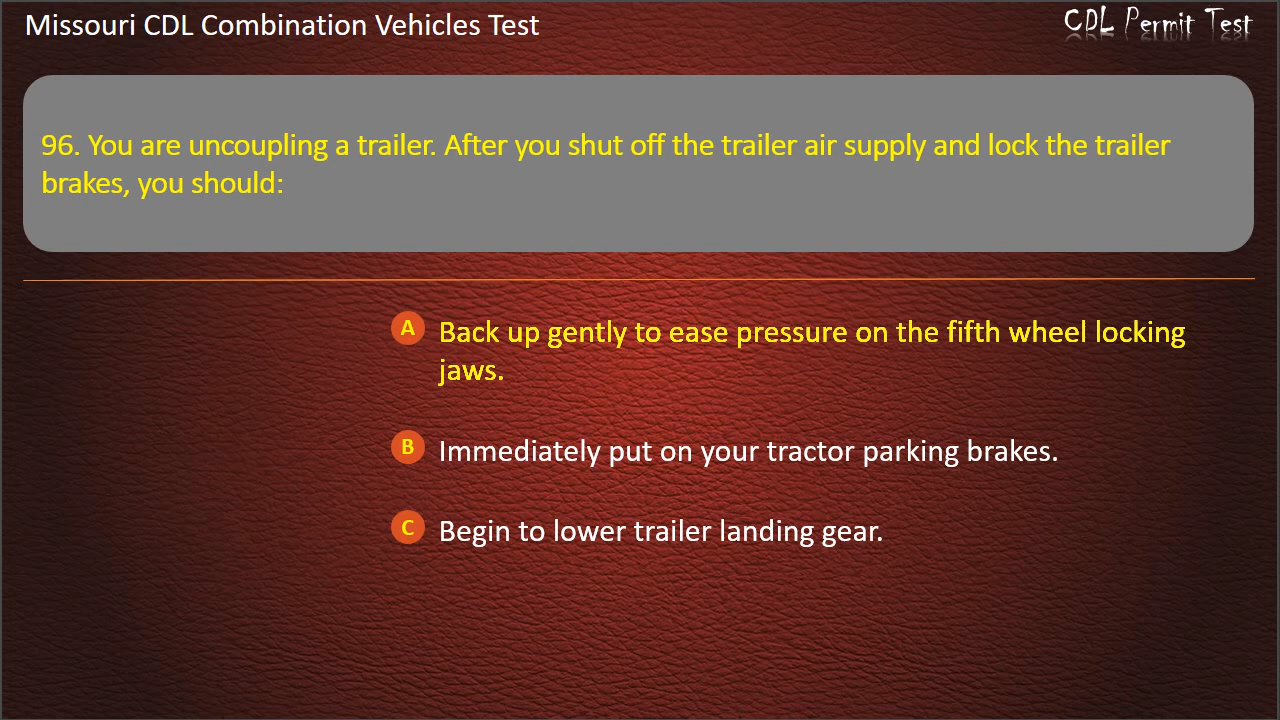 Missouri CDL Combination Vehicles Test
CDL Permit Test
96. You are uncoupling a trailer. After you shut off the trailer air supply and lock the trailer
brakes, you should:
A Back up gently to ease pressure on the fifth wheel locking
jaws.
B Immediately put on your tractor parking brakes.
C Begin to lower trailer landing gear.